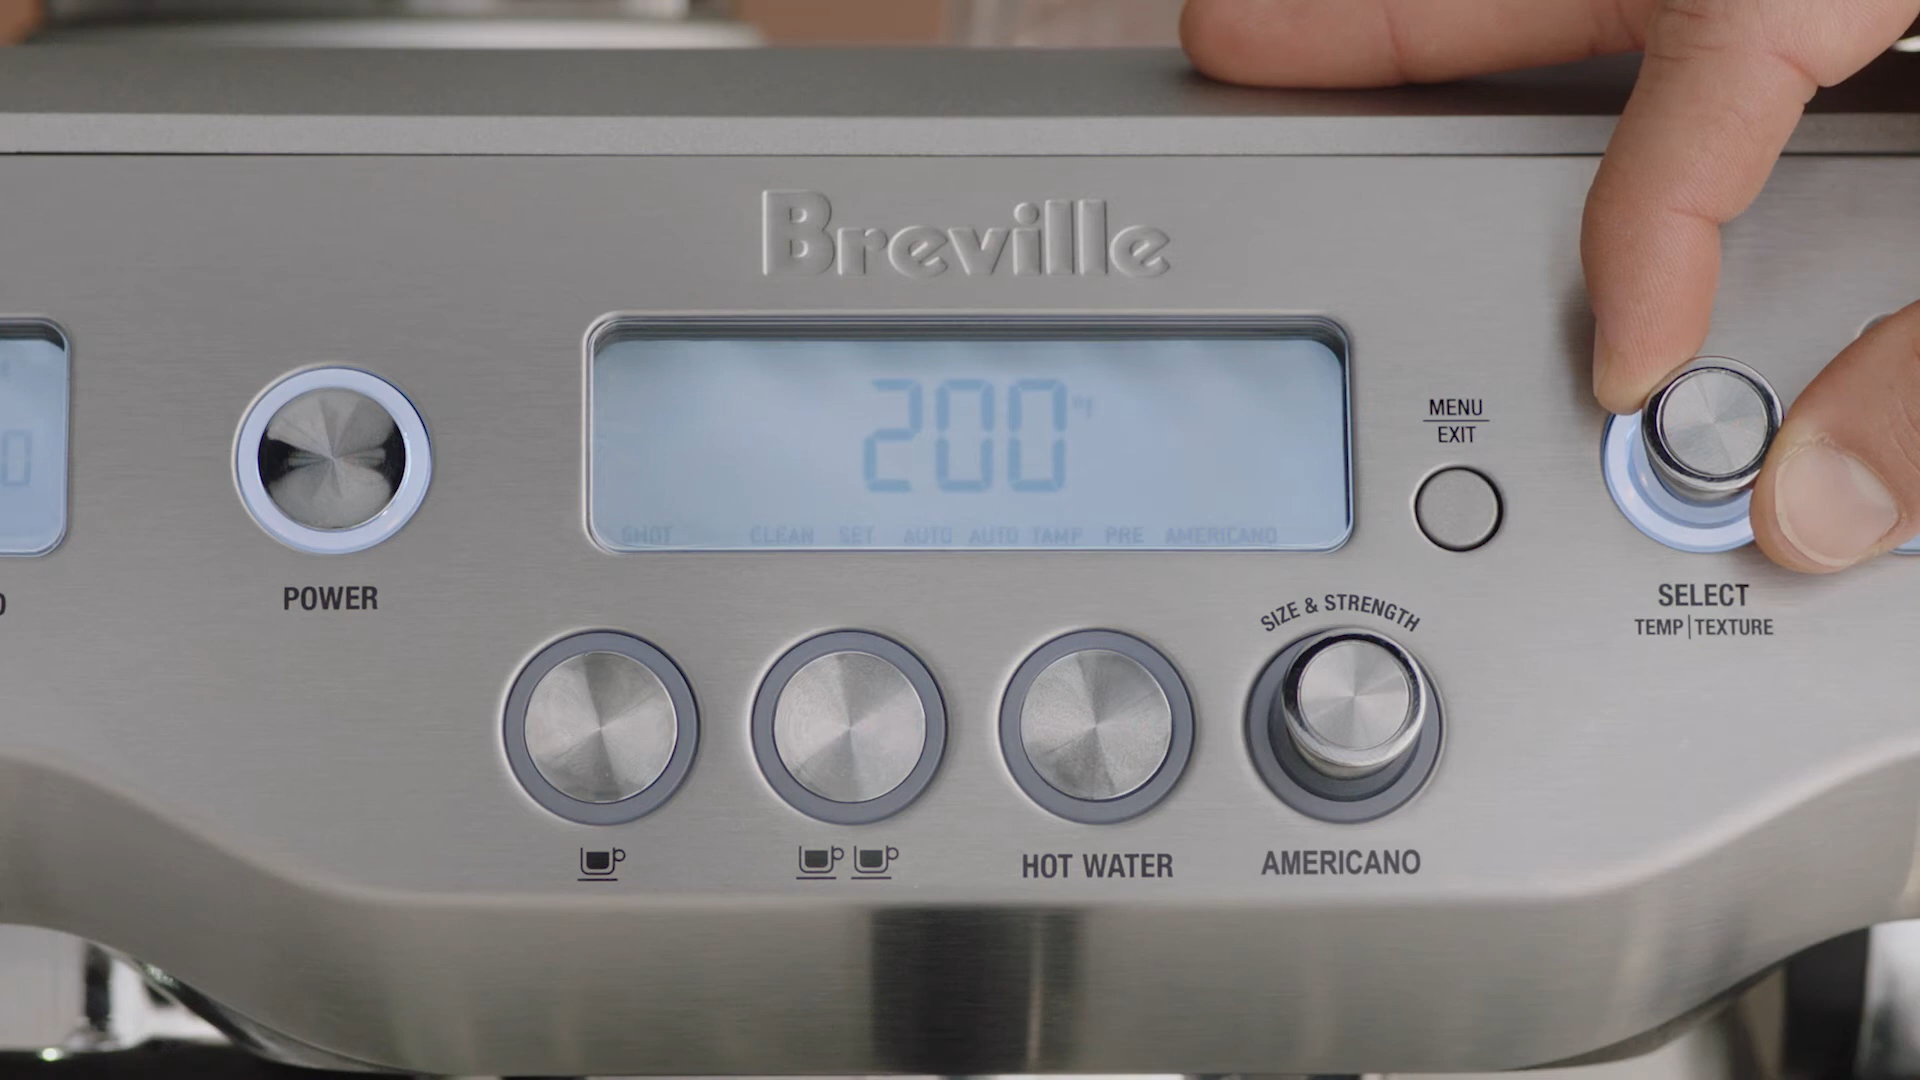 Breville
200°F
SHOT CLEAN SET AUTO AUTO TAMP PRE AMERICANO
MENU
EXIT
0
POWER
SELECT
TEMP|TEXTURE
SIZE & STRENGTH
HOT WATER
AMERICANO